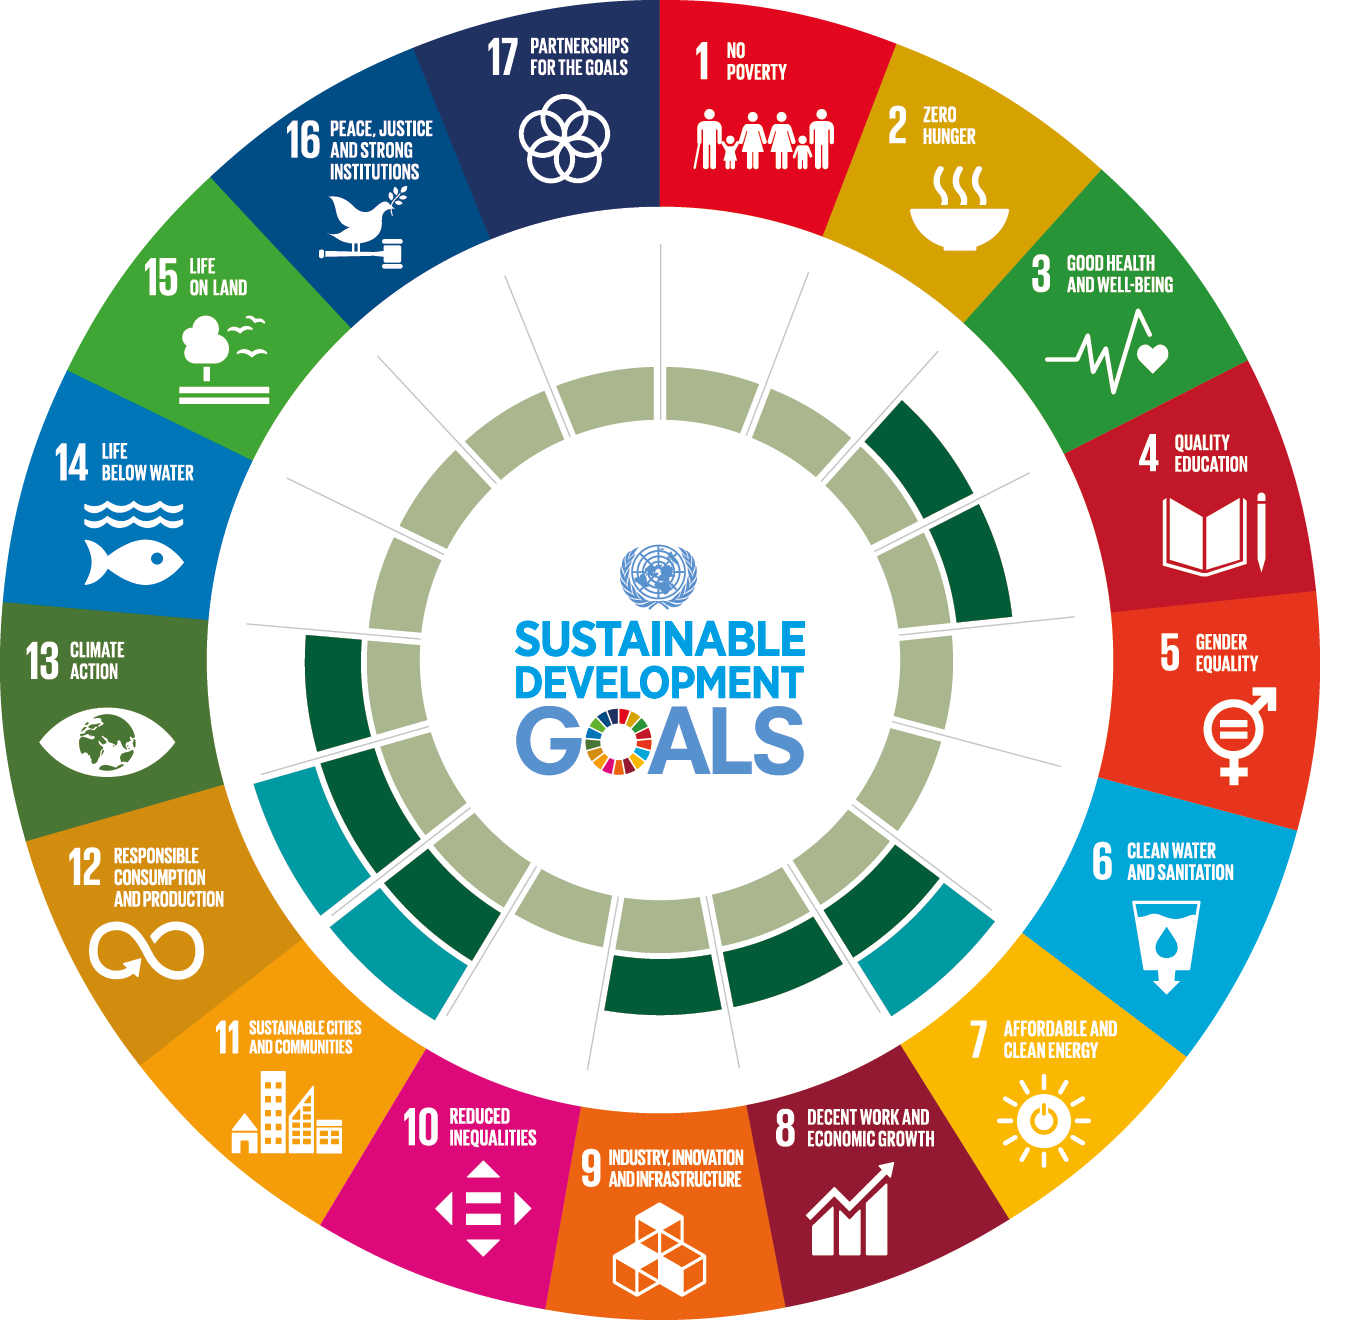 1 NO
POVERTY
2 ZERO
HUNGER
3 GOOD HEALTH
AND WELL-BEING
4 QUALITY
EDUCATION
5 GENDER
EQUALITY
6 CLEAN WATER
AND SANITATION
7 AFFORDABLE AND
CLEAN ENERGY
8 DECENT WORK AND
ECONOMIC GROWTH
9 INDUSTRY, INNOVATION
AND INFRASTRUCTURE
10 REDUCED
INEQUALITIES
11 SUSTAINABLE CITIES
AND COMMUNITIES
12 RESPONSIBLE
CONSUMPTION
AND PRODUCTION
13 CLIMATE
ACTION
14 LIFE
BELOW WATER
15 LIFE
ON LAND
16 PEACE, JUSTICE
AND STRONG
INSTITUTIONS
17 PARTNERSHIPS
FOR THE GOALS
SUSTAINABLE
DEVELOPMENT
GOALS